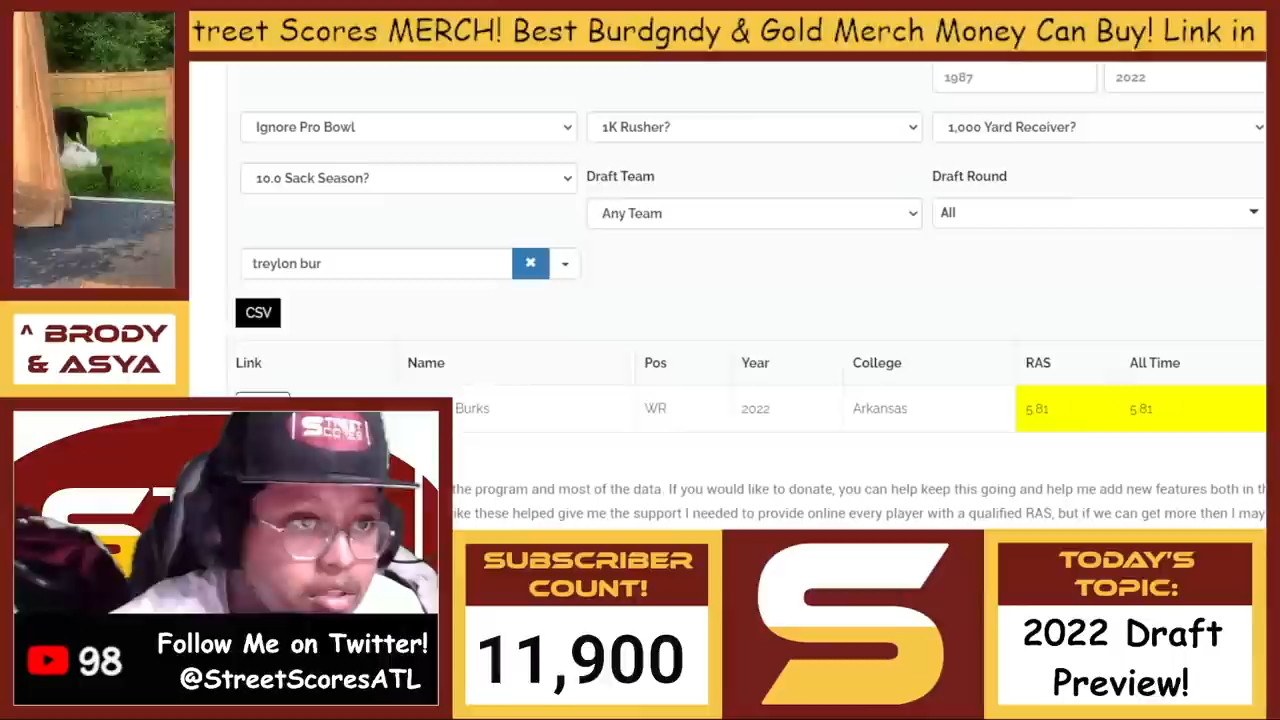 treet Scores MERCH! Best Burdgndy & Gold Merch Money Can Buy! Link in
1987 2022
Ignore Pro Bowl 1K Rusher? 1,000 Yard Receiver?
10.0 Sack Season? Draft Team Draft Round
Any Team All
treylon bur
CSV
Link Name Pos Year College RAS All Time
Burks WR 2022 Arkansas 5.81 5.81
the program and most of the data. If you would like to donate, you can help keep this going and help me add new features both in th
ike these helped give me the support I needed to provide online every player with a qualified RAS, but if we can get more then I may
^ BRODY
& ASYA
STREET
SCORES
98 Follow Me on Twitter!
@StreetScoresATL
SUBSCRIBER
COUNT!
11,900
S
TODAY'S
TOPIC:
2022 Draft
Preview!